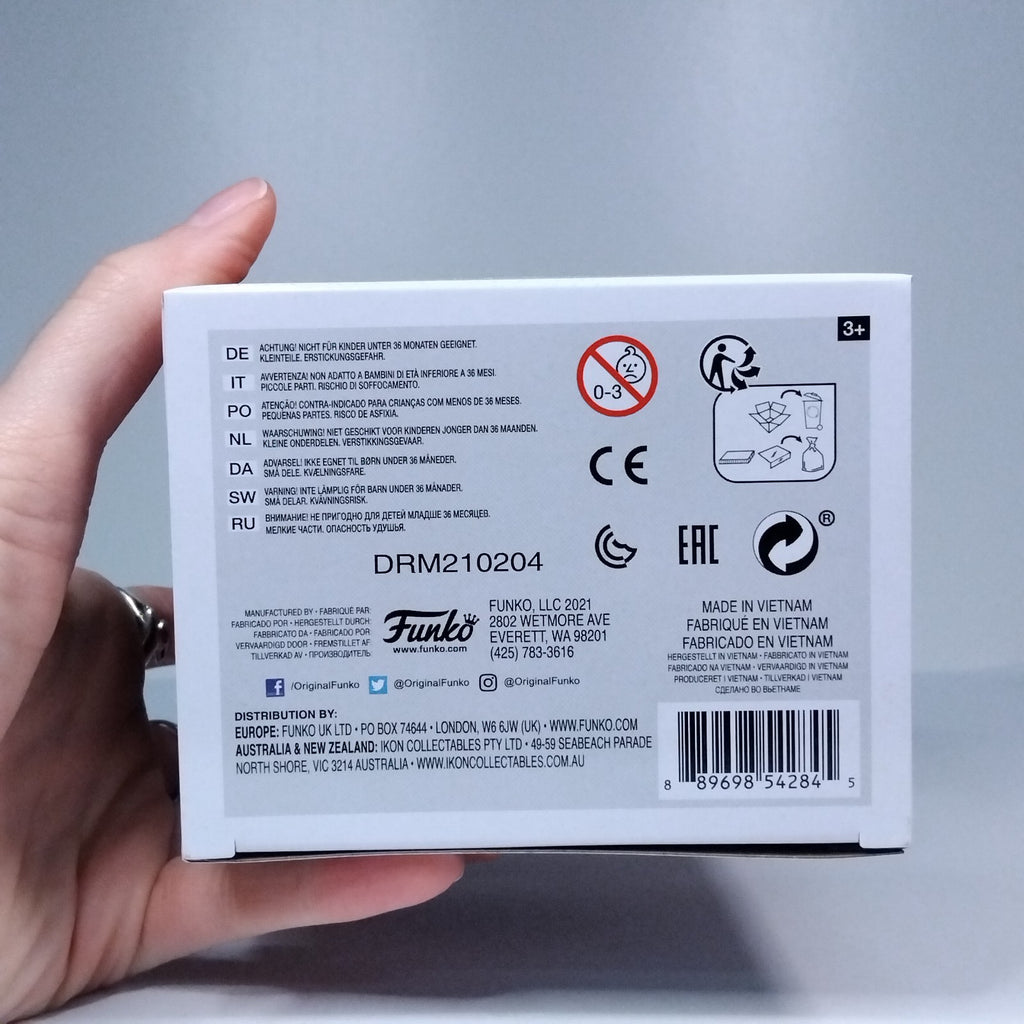 3+
DE ACHTUNG! NICHT FÜR KINDER UNTER 36 MONATEN GEEIGNET.
KLEINTEILE. ERSTICKUNGSGEFAHR.
IT AVVERTENZA! NON ADATTO A BAMBINI DI ETÀ INFERIORE A 36 MESI.
PICCOLE PARTI. RISCHIO DI SOFFOCAMENTO.
PO ATENÇÃO! CONTRA-INDICADO PARA CRIANÇAS COM MENOS DE 36 MESES.
PEQUENAS PARTES. RISCO DE ASFIXIA.
NL WAARSCHUWING! NIET GESCHIKT VOOR KINDEREN JONGER DAN 36 MAANDEN.
KLEINE ONDERDELEN. VERSTIKKINGSGEVAAR.
DA ADVARSEL! IKKE EGNET TIL BØRN UNDER 36 MÅNEDER.
SMÅ DELE. KVÆLNINGSFARE.
SW VARNING! INTE LÄMPLIG FÖR BARN UNDER 36 MÅNADER.
SMÅ DELAR. KVÄVNINGSRISK.
RU ВНИМАНИЕ! НЕ ПРИГОДНО ДЛЯ ДЕТЕЙ МЛАДШЕ 36 МЕСЯЦЕВ.
МЕЛКИЕ ЧАСТИ. ОПАСНОСТЬ УДУШЬЯ.
0-3
CE
EAC
®
DRM210204
MANUFACTURED BY • FABRIQUÉ PAR:
FABRICADO POR • HERGESTELLT DURCH:
FABBRICATO DA • FABRICADO POR:
VERVAARDIGD DOOR • FREMSTILLET AF:
TILLVERKAD AV • ПРОИЗВОДИТЕЛЬ:
Funko
www.funko.com
FUNKO, LLC 2021
2802 WETMORE AVE
EVERETT, WA 98201
(425) 783-3616
MADE IN VIETNAM
FABRIQUÉ EN VIETNAM
FABRICADO EN VIETNAM
HERGESTELLT IN VIETNAM • FABBRICATO IN VIETNAM
FABRICADO NA VIETNAM • VERVAARDIGD IN VIETNAM
PRODUCERET I VIETNAM • TILLVERKAD I VIETNAM
СДЕЛАНО ВО ВЬЕТНАМЕ
/OriginalFunko @OriginalFunko @OriginalFunko
DISTRIBUTION BY:
EUROPE: FUNKO UK LTD • PO BOX 74644 • LONDON, W6 6JW (UK) • WWW.FUNKO.COM
AUSTRALIA & NEW ZEALAND: IKON COLLECTABLES PTY LTD • 49-59 SEABEACH PARADE
NORTH SHORE, VIC 3214 AUSTRALIA • WWW.IKONCOLLECTABLES.COM.AU
8 89698 54284 5